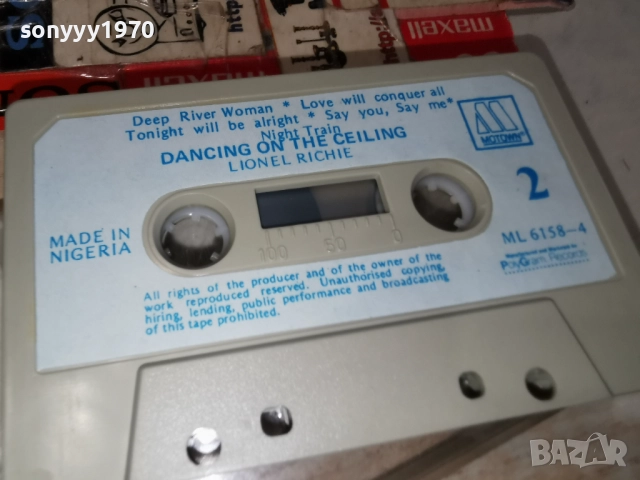 sonyyy1970
maxell
maxell
http:
Deep River Woman * Love will conquer all
Tonight will be alright * Say you, Say me*
Night Train
DANCING ON THE CEILING
LIONEL RICHIE
M
MOTOWN
2
MADE IN
NIGERIA
100 50 0
ML 6158-4
PolyGram Records
All rights of the producer and of the owner of the
work reproduced reserved. Unauthorised copying,
hiring, lending, public performance and broadcasting
of this tape prohibited.
BAZAR